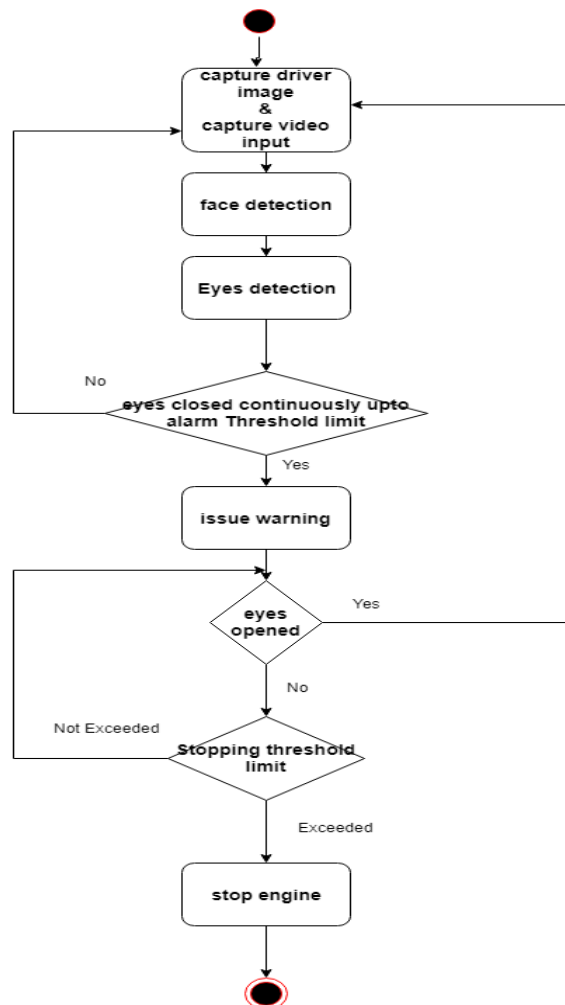 capture driver
image
&
capture video
input
face detection
Eyes detection
No
eyes closed continuously upto
alarm Threshold limit
Yes
issue warning
eyes
opened
Yes
No
Not Exceeded
Stopping threshold
limit
Exceeded
stop engine